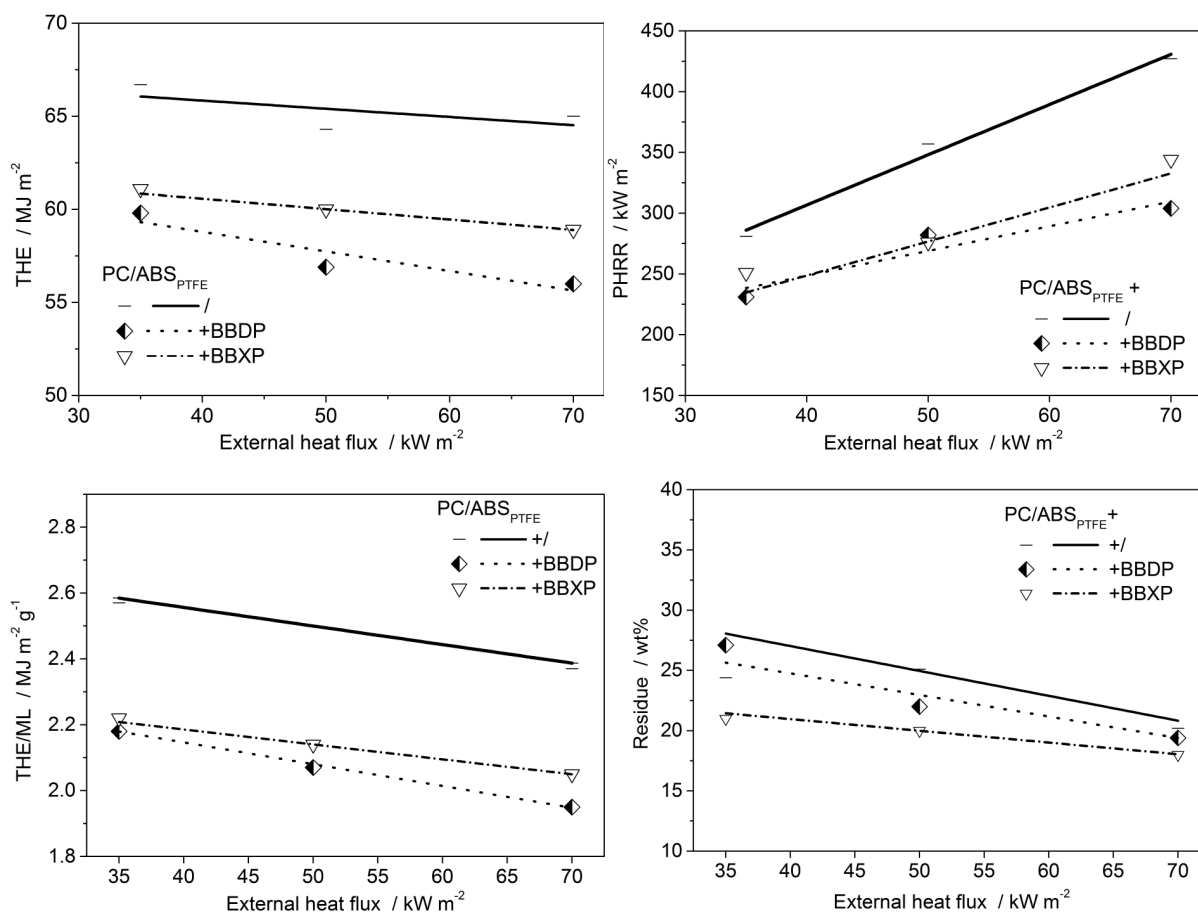 70
65
60
55
50
THE / MJ m-2
PC/ABSPTFE
/
+BBDP
+BBXP
30 40 50 60 70
External heat flux / kW m-2
450
400
350
300
250
200
150
PHRR / kW m-2
PC/ABSPTFE +
/
+BBDP
+BBXP
30 40 50 60 70
External heat flux / kW m-2
2.8
2.6
2.4
2.2
2.0
1.8
THE/ML / MJ m-2 g-1
PC/ABSPTFE
+/
+BBDP
+BBXP
35 40 45 50 55 60 65 70
External heat flux / kW m-2
40
35
30
25
20
15
10
Residue / wt%
PC/ABSPTFE+
+/
+BBDP
+BBXP
35 40 45 50 55 60 65 70
External heat flux / kW m-2